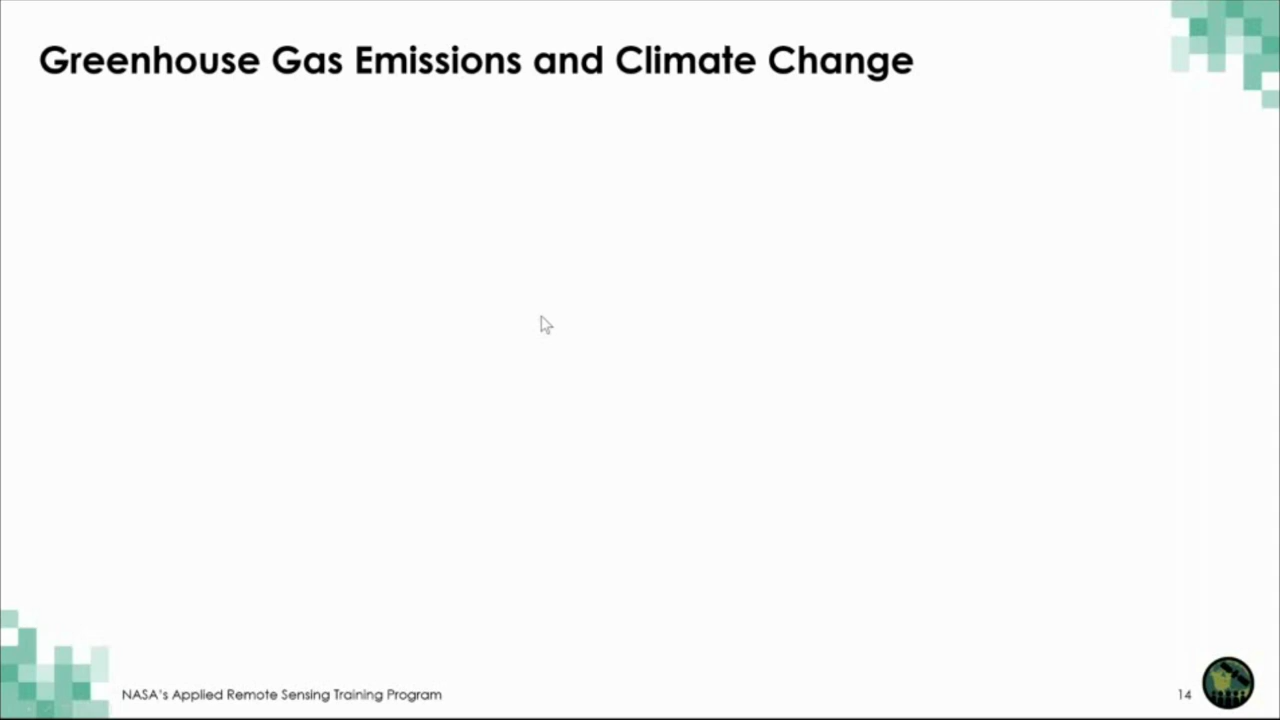 Greenhouse Gas Emissions and Climate Change
NASA's Applied Remote Sensing Training Program
14